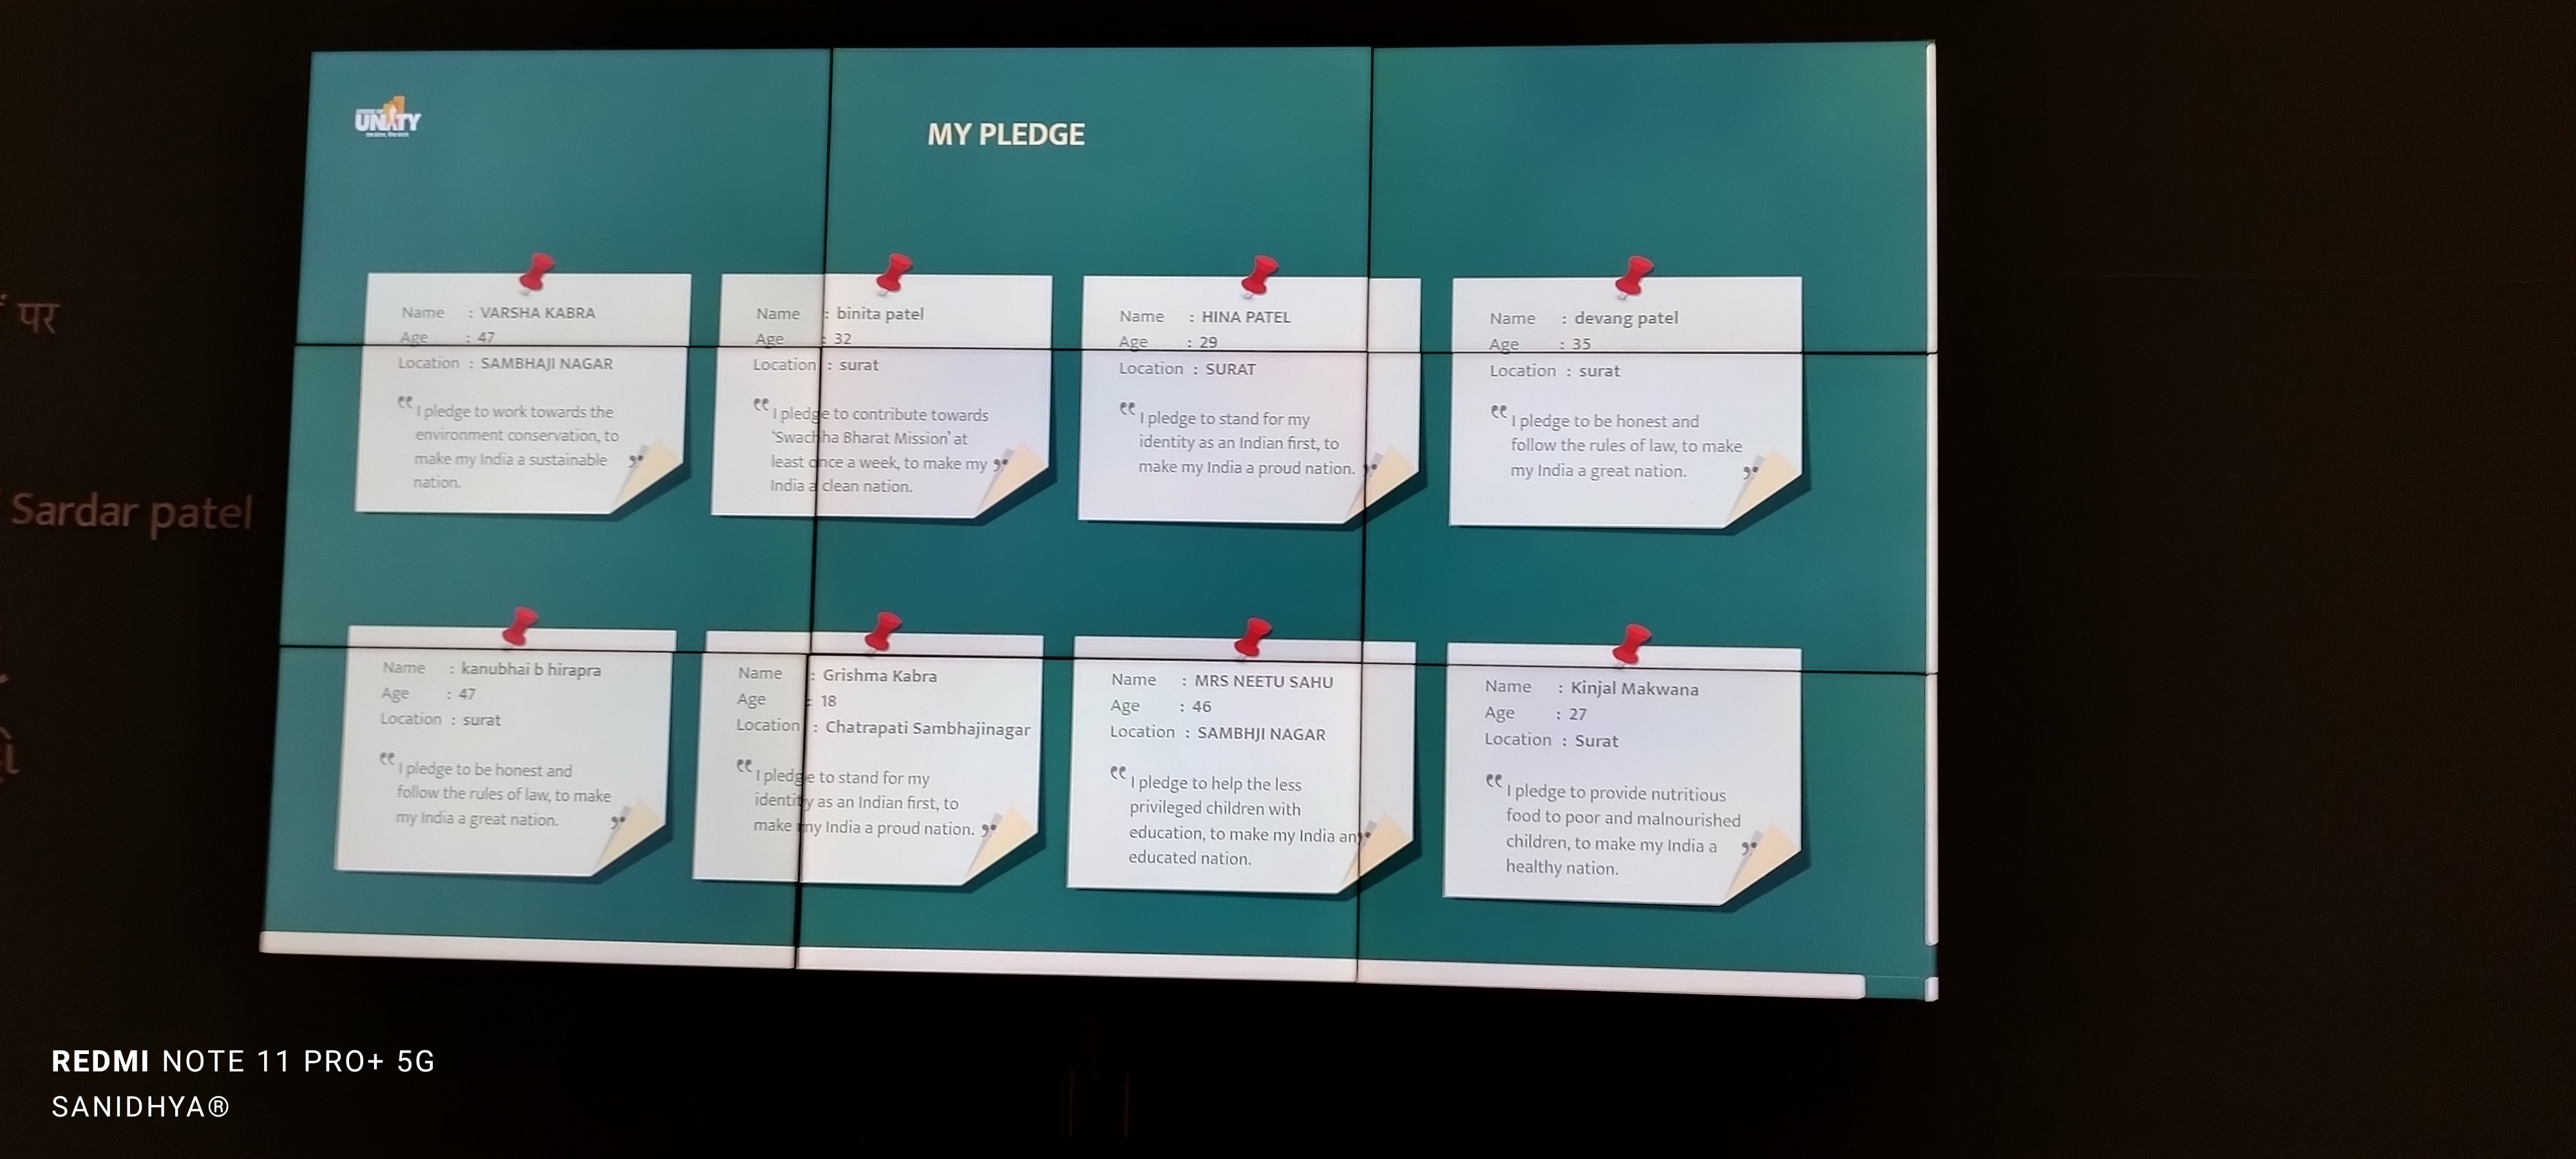 UNITY
MY PLEDGE
पर
Sardar patel
Name : VARSHA KABRA
Age : 47
Location : SAMBHAJI NAGAR
“ I pledge to work towards the
environment conservation, to
make my India a sustainable ”
nation.
Name : binita patel
Age : 32
Location : surat
“ I pledge to contribute towards
‘Swachha Bharat Mission’ at
least once a week, to make my ”
India a clean nation.
Name : HINA PATEL
Age : 29
Location : SURAT
“ I pledge to stand for my
identity as an Indian first, to
make my India a proud nation. ”
Name : devang patel
Age : 35
Location : surat
“ I pledge to be honest and
follow the rules of law, to make
my India a great nation. ”
Name : kanubhai b hirapra
Age : 47
Location : surat
“ I pledge to be honest and
follow the rules of law, to make
my India a great nation. ”
Name : Grishma Kabra
Age : 18
Location : Chatrapati Sambhajinagar
“ I pledge to stand for my
identity as an Indian first, to
make my India a proud nation. ”
Name : MRS NEETU SAHU
Age : 46
Location : SAMBHJI NAGAR
“ I pledge to help the less
privileged children with
education, to make my India an ”
educated nation.
Name : Kinjal Makwana
Age : 27
Location : Surat
“ I pledge to provide nutritious
food to poor and malnourished
children, to make my India a ”
healthy nation.
REDMI NOTE 11 PRO+ 5G
SANIDHYA®